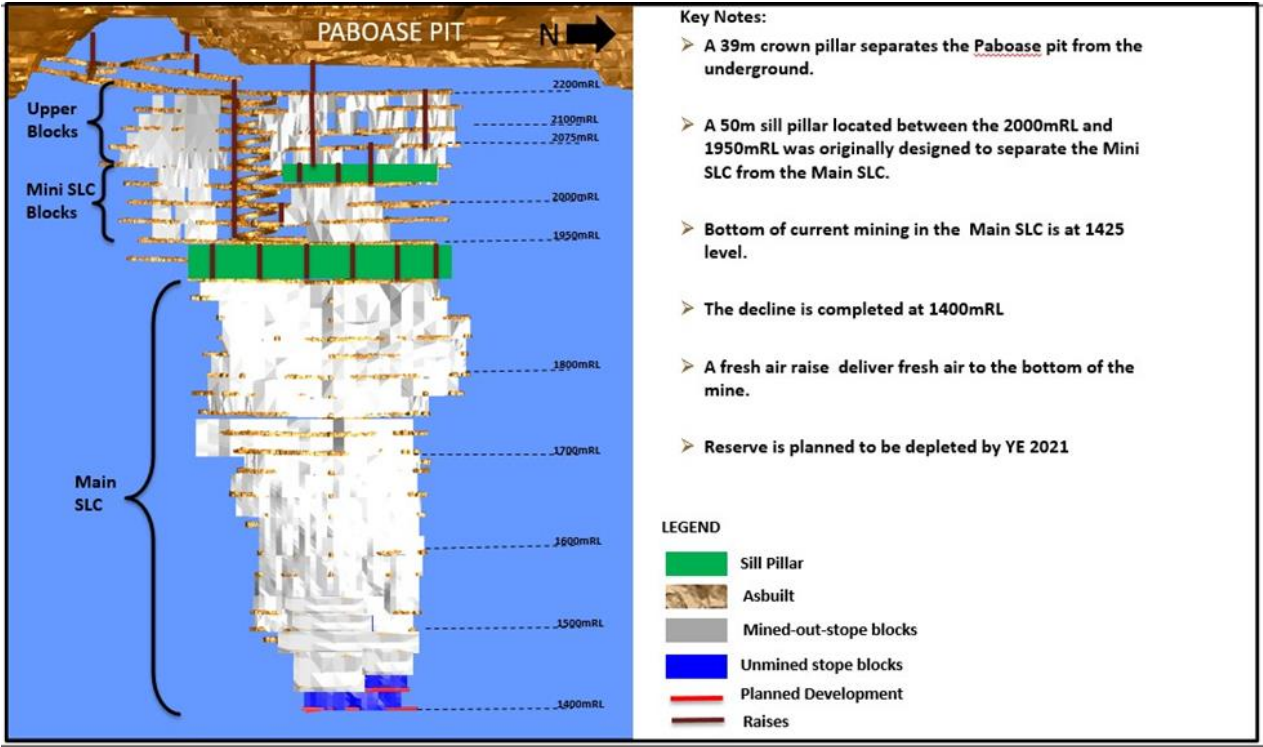 PABOASE PIT
N
Upper
Blocks
Mini SLC
Blocks
Main
SLC
2200mRL
2100mRL
2075mRL
2000mRL
1950mRL
1800mRL
1700mRL
1600mRL
1500mRL
1400mRL
Key Notes:
➢ A 39m crown pillar separates the Paboase pit from the
underground.
➢ A 50m sill pillar located between the 2000mRL and
1950mRL was originally designed to separate the Mini
SLC from the Main SLC.
➢ Bottom of current mining in the Main SLC is at 1425
level.
➢ The decline is completed at 1400mRL
➢ A fresh air raise deliver fresh air to the bottom of the
mine.
➢ Reserve is planned to be depleted by YE 2021
LEGEND
Sill Pillar
Asbuilt
Mined-out-stope blocks
Unmined stope blocks
Planned Development
Raises